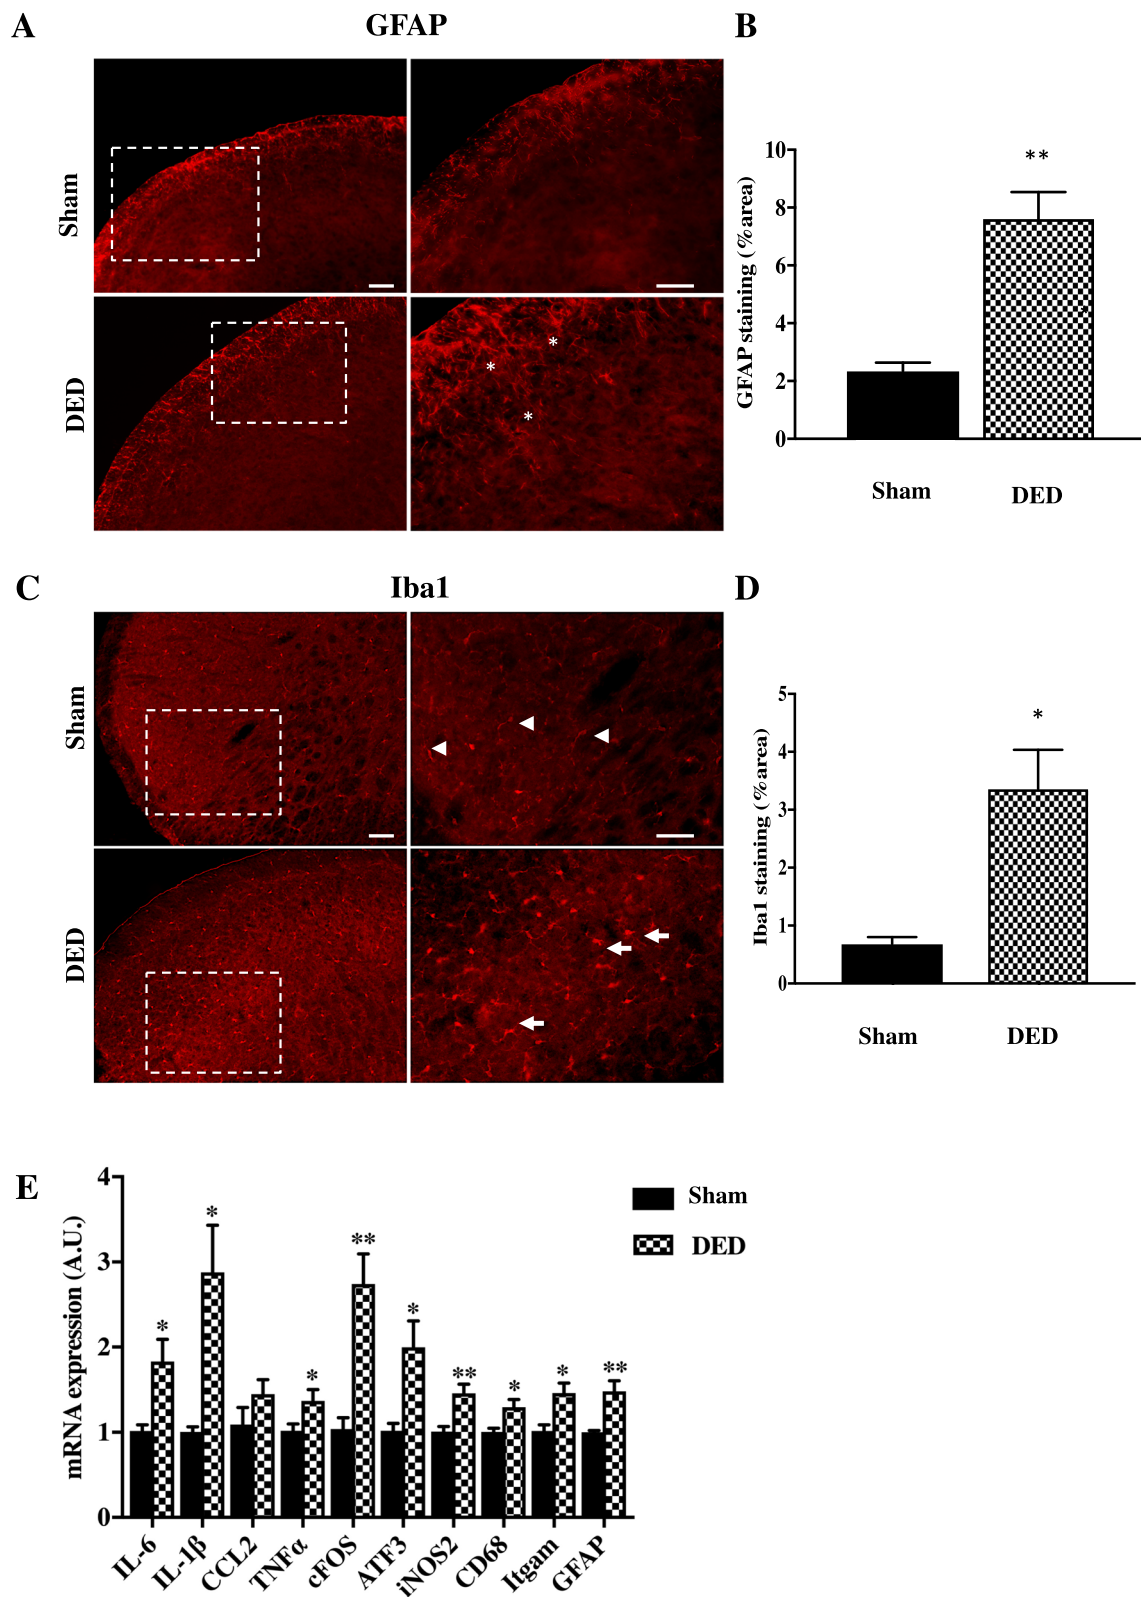 A
GFAP
B
Sham
DED
*
*
*
GFAP staining (%area)
10
8
6
4
2
0
**
Sham
DED
C
Iba1
D
Sham
DED
Iba1 staining (%area)
5
4
3
2
1
0
*
Sham
DED
E
mRNA expression (A.U.)
4
3
2
1
0
*
*
*
**
*
**
*
*
**
IL-6
IL-1β
CCL2
TNFα
cFOS
ATF3
iNOS2
CD68
Itgam
GFAP
Sham
DED